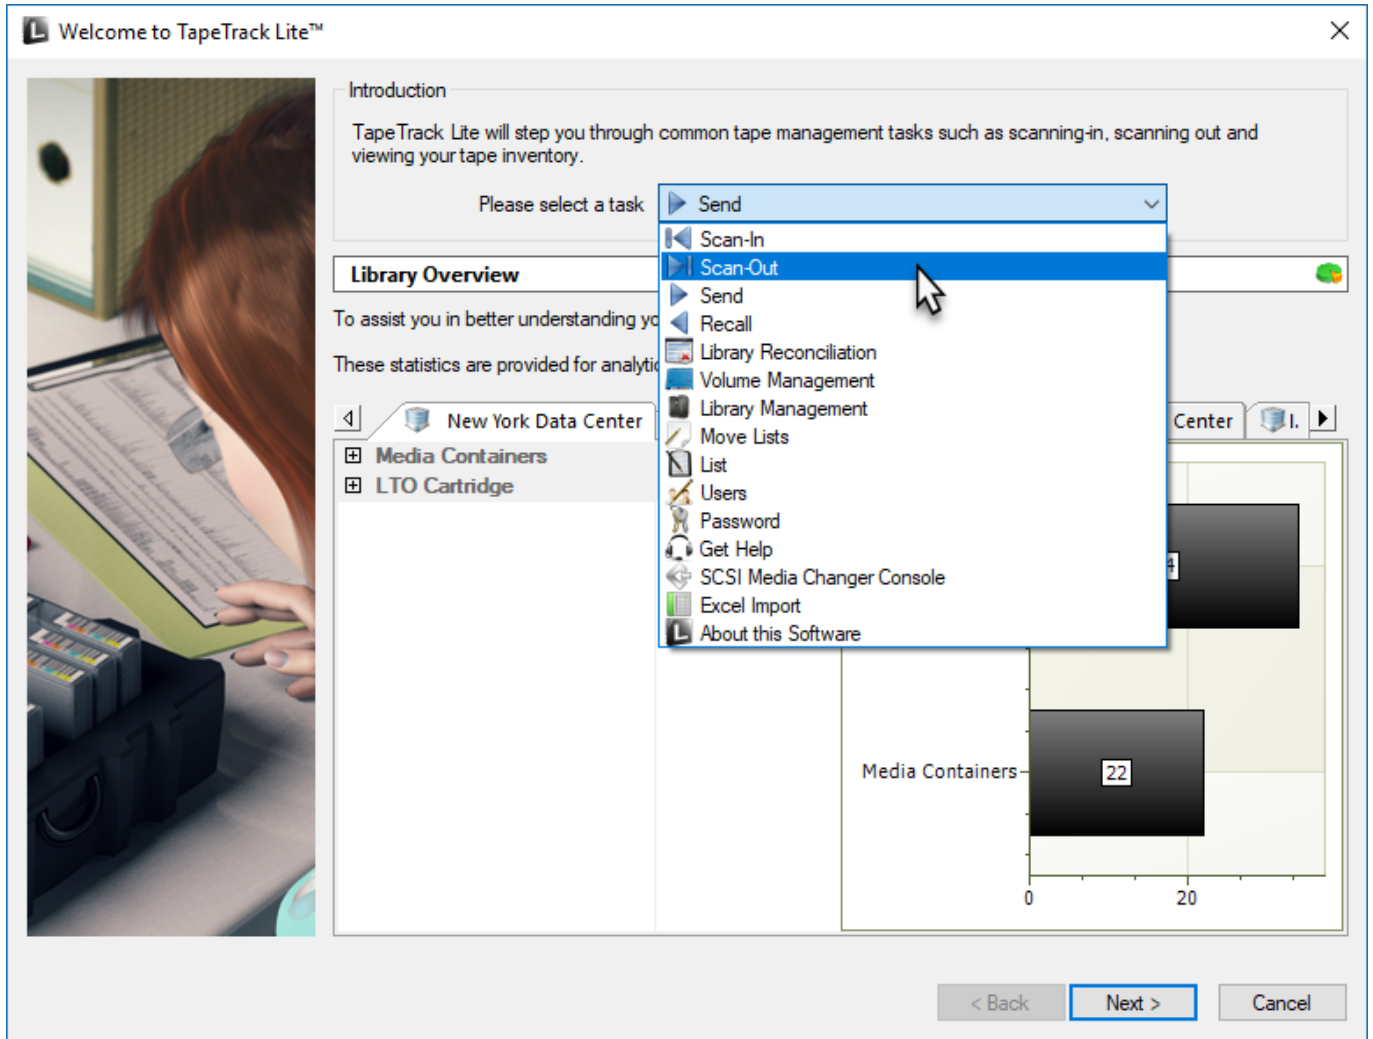 Welcome to TapeTrack Lite™
Introduction
TapeTrack Lite will step you through common tape management tasks such as scanning-in, scanning out and
viewing your tape inventory.
Please select a task
Send
Scan-In
Scan-Out
Send
Recall
Library Reconciliation
Volume Management
Library Management
Move Lists
List
Users
Password
Get Help
SCSI Media Changer Console
Excel Import
About this Software
Library Overview
To assist you in better understanding
These statistics are provided for
New York Data Center
Center
Media Containers
LTO Cartridge
4
Media Containers
22
0
20
< Back
Next >
Cancel